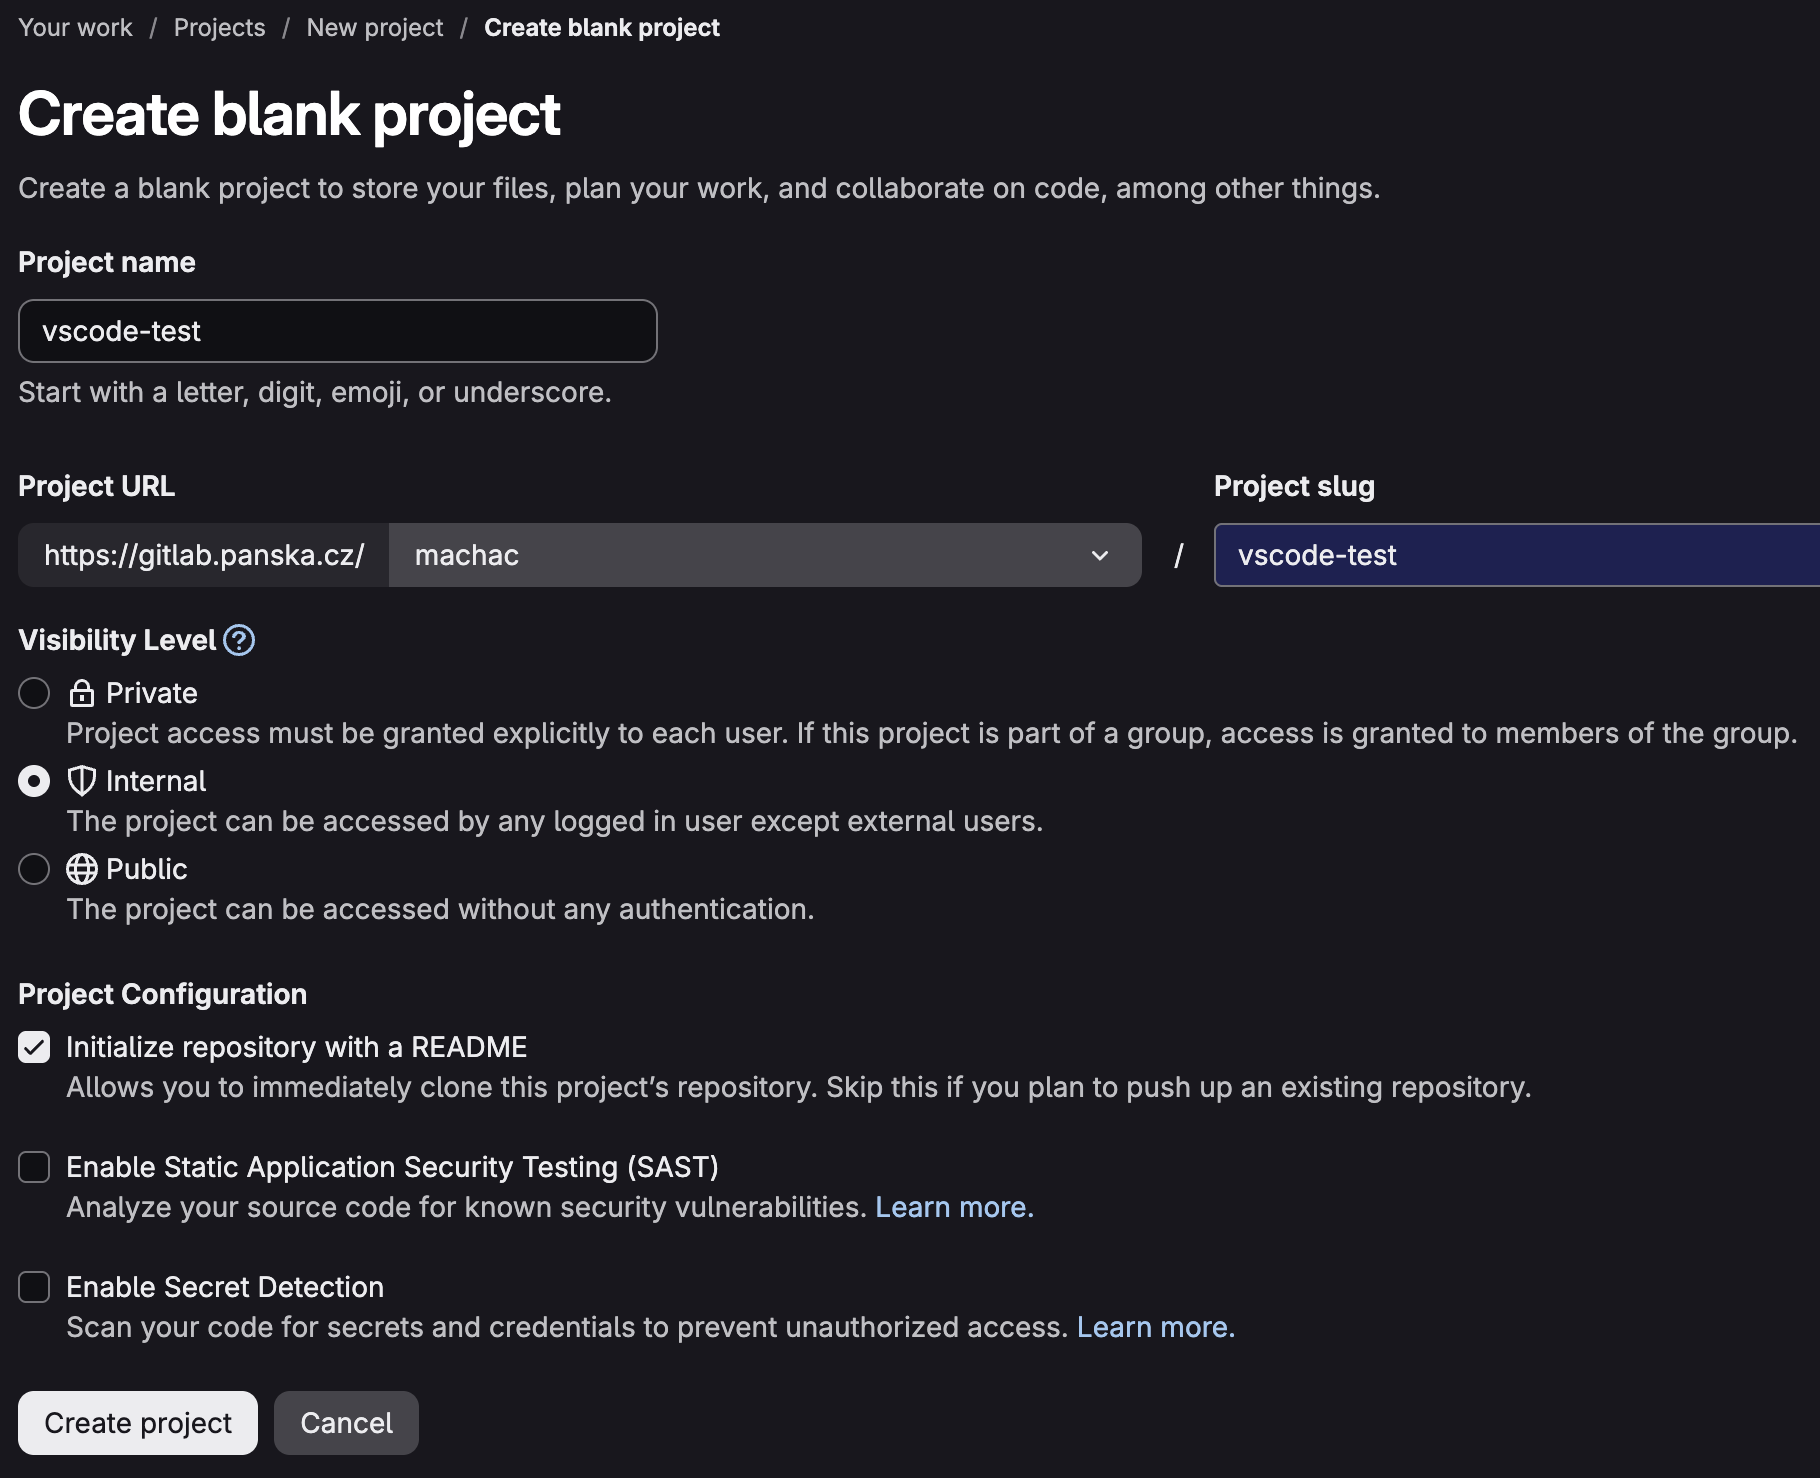 Your work / Projects / New project / Create blank project
Create blank project
Create a blank project to store your files, plan your work, and collaborate on code, among other things.
Project name
vscode-test
Start with a letter, digit, emoji, or underscore.
Project URL
https://gitlab.panska.cz/ machac
/
Project slug
vscode-test
Visibility Level ?
Private
Project access must be granted explicitly to each user. If this project is part of a group, access is granted to members of the group.
Internal
The project can be accessed by any logged in user except external users.
Public
The project can be accessed without any authentication.
Project Configuration
Initialize repository with a README
Allows you to immediately clone this project’s repository. Skip this if you plan to push up an existing repository.
Enable Static Application Security Testing (SAST)
Analyze your source code for known security vulnerabilities. Learn more.
Enable Secret Detection
Scan your code for secrets and credentials to prevent unauthorized access. Learn more.
Create project Cancel